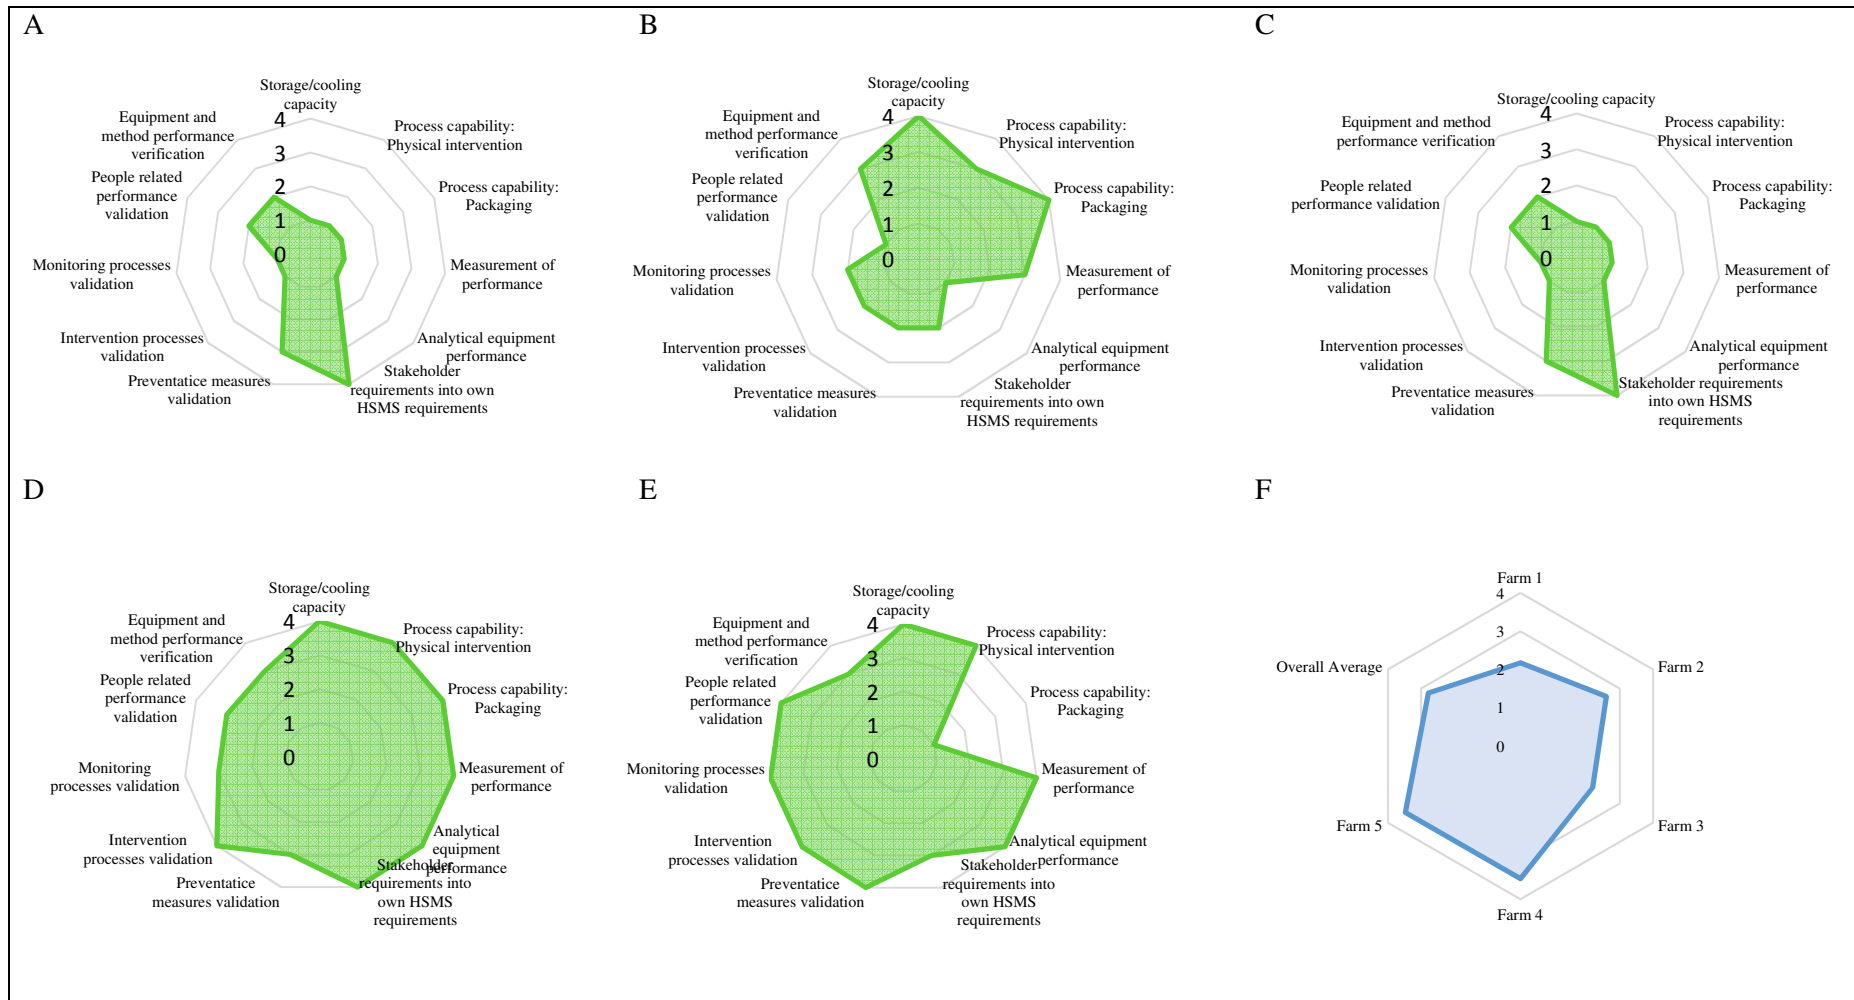 A
Storage/cooling
capacity
Process capability:
Physical intervention
Process capability:
Packaging
Measurement of
performance
Analytical equipment
performance
Stakeholder
requirements into own
HSMS requirements
Preventatice measures
validation
Intervention processes
validation
Monitoring processes
validation
People related
performance
validation
Equipment and
method performance
verification
4
3
2
1
0
B
Storage/cooling
capacity
Process capability:
Physical intervention
Process capability:
Packaging
Measurement of
performance
Analytical equipment
performance
Stakeholder
requirements into own
HSMS requirements
Preventatice measures
validation
Intervention processes
validation
Monitoring processes
validation
People related
performance
validation
Equipment and
method performance
verification
4
3
2
1
0
C
Storage/cooling capacity
Process capability:
Physical intervention
Process capability:
Packaging
Measurement of
performance
Analytical equipment
performance
Stakeholder requirements
into own HSMS
requirements
Preventatice measures
validation
Intervention processes
validation
Monitoring processes
validation
People related
performance validation
Equipment and method
performance verification
4
3
2
1
0
D
Storage/cooling
capacity
Process capability:
Physical intervention
Process capability:
Packaging
Measurement of
performance
Analytical
equipment
performance
Stakeholder
requirements into
own HSMS
requirements
Preventatice
measures validation
Intervention
processes validation
Monitoring
processes validation
People related
performance
validation
Equipment and
method performance
verification
4
3
2
1
0
E
Storage/cooling
capacity
Process capability:
Physical intervention
Process capability:
Packaging
Measurement of
performance
Analytical equipment
performance
Stakeholder
requirements into
own HSMS
requirements
Preventatice
measures validation
Intervention
processes validation
Monitoring processes
validation
People related
performance
validation
Equipment and
method performance
verification
4
3
2
1
0
F
Farm 1
Farm 2
Farm 3
Farm 4
Farm 5
Overall Average
4
3
2
1
0